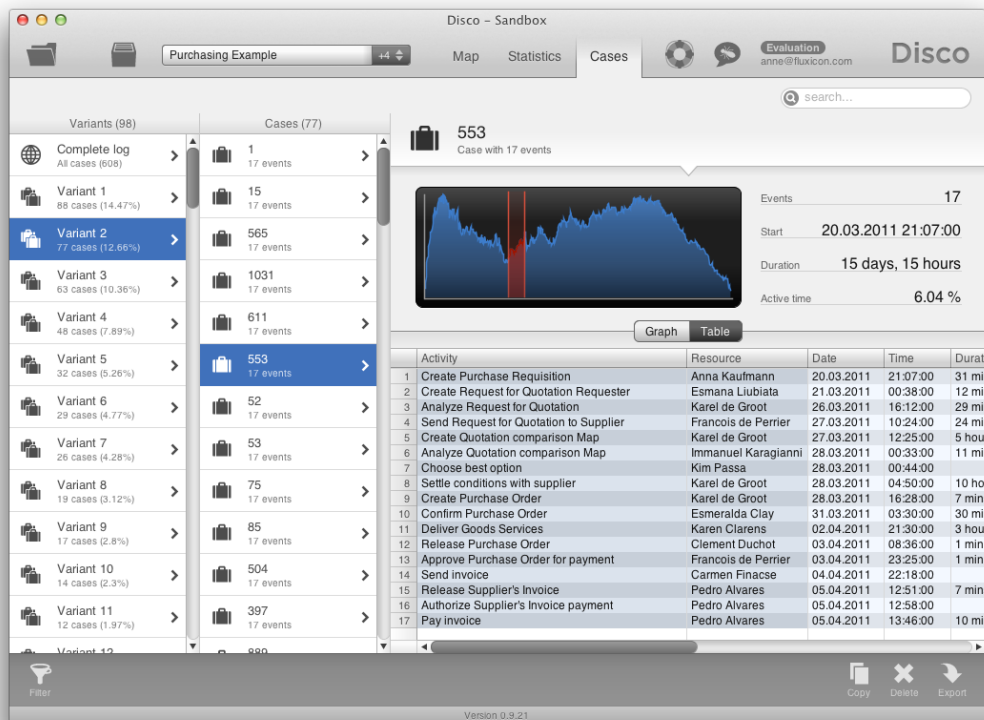 Disco – Sandbox
Purchasing Example +4
Map Statistics Cases
Evaluation
anne@fluxicon.com
Disco
search...
Variants (98)
Complete log
All cases (608)
Variant 1
88 cases (14.47%)
Variant 2
77 cases (12.66%)
Variant 3
63 cases (10.36%)
Variant 4
48 cases (7.89%)
Variant 5
32 cases (5.26%)
Variant 6
29 cases (4.77%)
Variant 7
26 cases (4.28%)
Variant 8
19 cases (3.12%)
Variant 9
17 cases (2.8%)
Variant 10
14 cases (2.3%)
Variant 11
12 cases (1.97%)
Variant 12
Cases (77)
1
17 events
15
17 events
565
17 events
1031
17 events
611
17 events
553
17 events
52
17 events
53
17 events
75
17 events
85
17 events
504
17 events
397
17 events
889
553
Case with 17 events
Events 17
Start 20.03.2011 21:07:00
Duration 15 days, 15 hours
Active time 6.04 %
Graph Table
Activity Resource Date Time Durat
1 Create Purchase Requisition Anna Kaufmann 20.03.2011 21:07:00 31 mi
2 Create Request for Quotation Requester Esmana Liubiata 21.03.2011 00:38:00 12 mi
3 Analyze Request for Quotation Karel de Groot 26.03.2011 16:12:00 29 mi
4 Send Request for Quotation to Supplier Francois de Perrier 27.03.2011 10:24:00 24 mi
5 Create Quotation comparison Map Karel de Groot 27.03.2011 12:25:00 5 hou
6 Analyze Quotation comparison Map Immanuel Karagianni 28.03.2011 00:33:00 11 mi
7 Choose best option Kim Passa 28.03.2011 00:44:00
8 Settle conditions with supplier Karel de Groot 28.03.2011 04:50:00 10 ho
9 Create Purchase Order Karel de Groot 28.03.2011 16:28:00 7 min
10 Confirm Purchase Order Esmeralda Clay 31.03.2011 03:30:00 30 mi
11 Deliver Goods Services Karen Clarens 02.04.2011 21:30:00 3 hou
12 Release Purchase Order Clement Duchot 03.04.2011 08:36:00 1 min
13 Approve Purchase Order for payment Francois de Perrier 03.04.2011 23:25:00 1 min
14 Send invoice Carmen Finacse 04.04.2011 22:18:00
15 Release Supplier's Invoice Pedro Alvares 05.04.2011 12:51:00 7 min
16 Authorize Supplier's Invoice payment Pedro Alvares 05.04.2011 12:58:00
17 Pay invoice Pedro Alvares 05.04.2011 13:46:00 10 mi
Filter
Copy Delete Export
Version 0.9.21